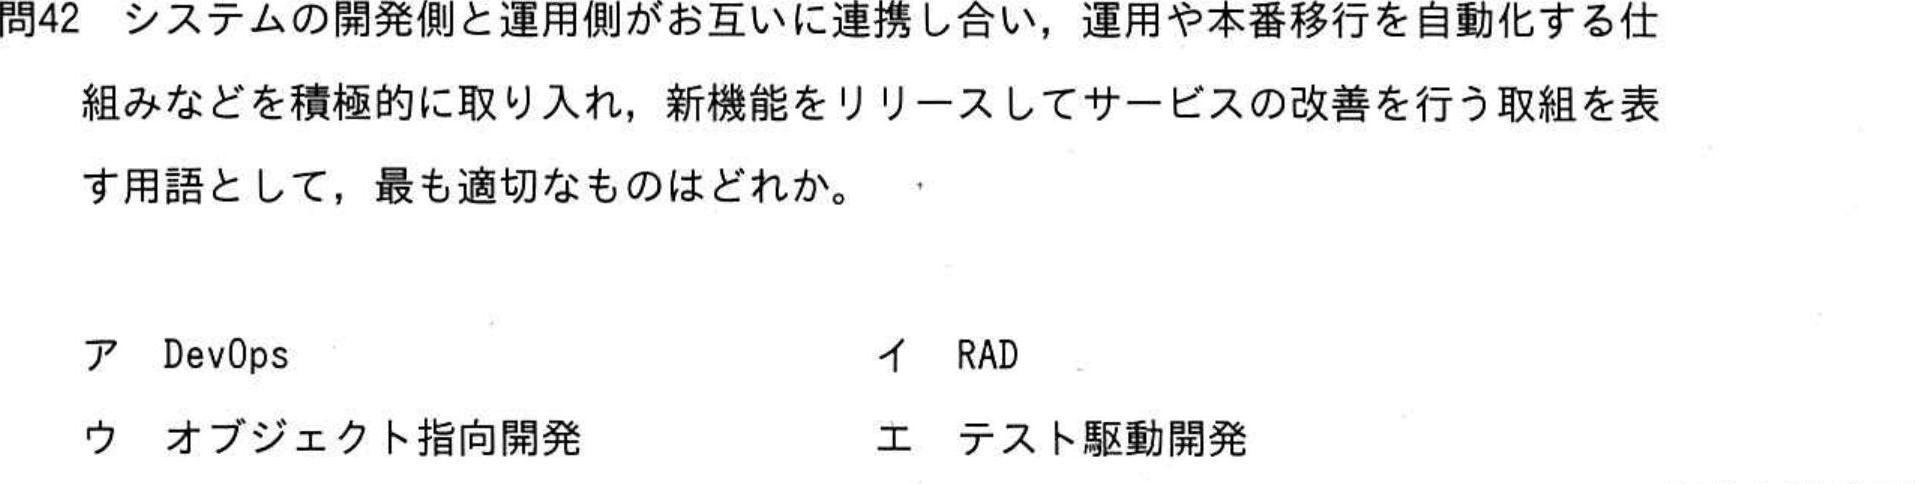 問42 システムの開発側と運用側がお互いに連携し合い，運用や本番移行を自動化する仕
組みなどを積極的に取り入れ，新機能をリリースしてサービスの改善を行う取組を表
す用語として，最も適切なものはどれか。
ア DevOps イ RAD
ウ オブジェクト指向開発 エ テスト駆動開発